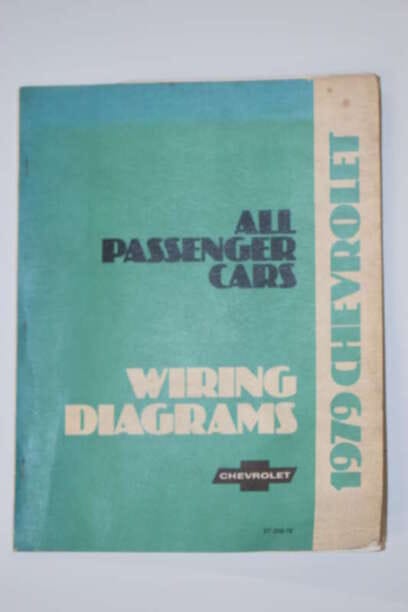 ALL
PASSENGER
CARS
WIRING
DIAGRAMS
CHEVROLET
1979 CHEVROLET